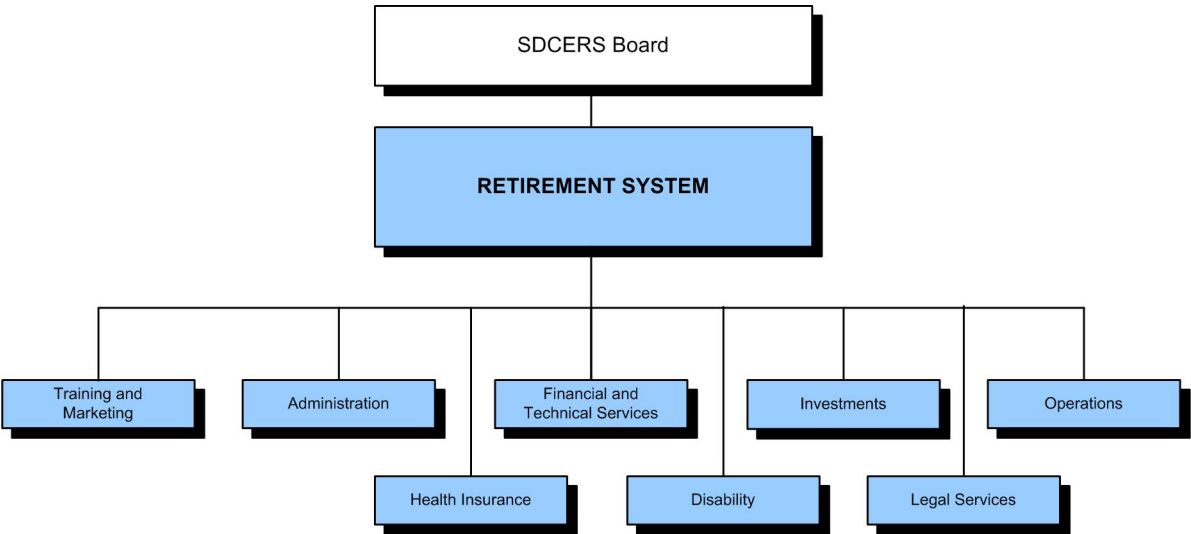 SDCERS Board
RETIREMENT SYSTEM
Training and
Marketing
Administration
Financial and
Technical Services
Investments
Operations
Health Insurance
Disability
Legal Services